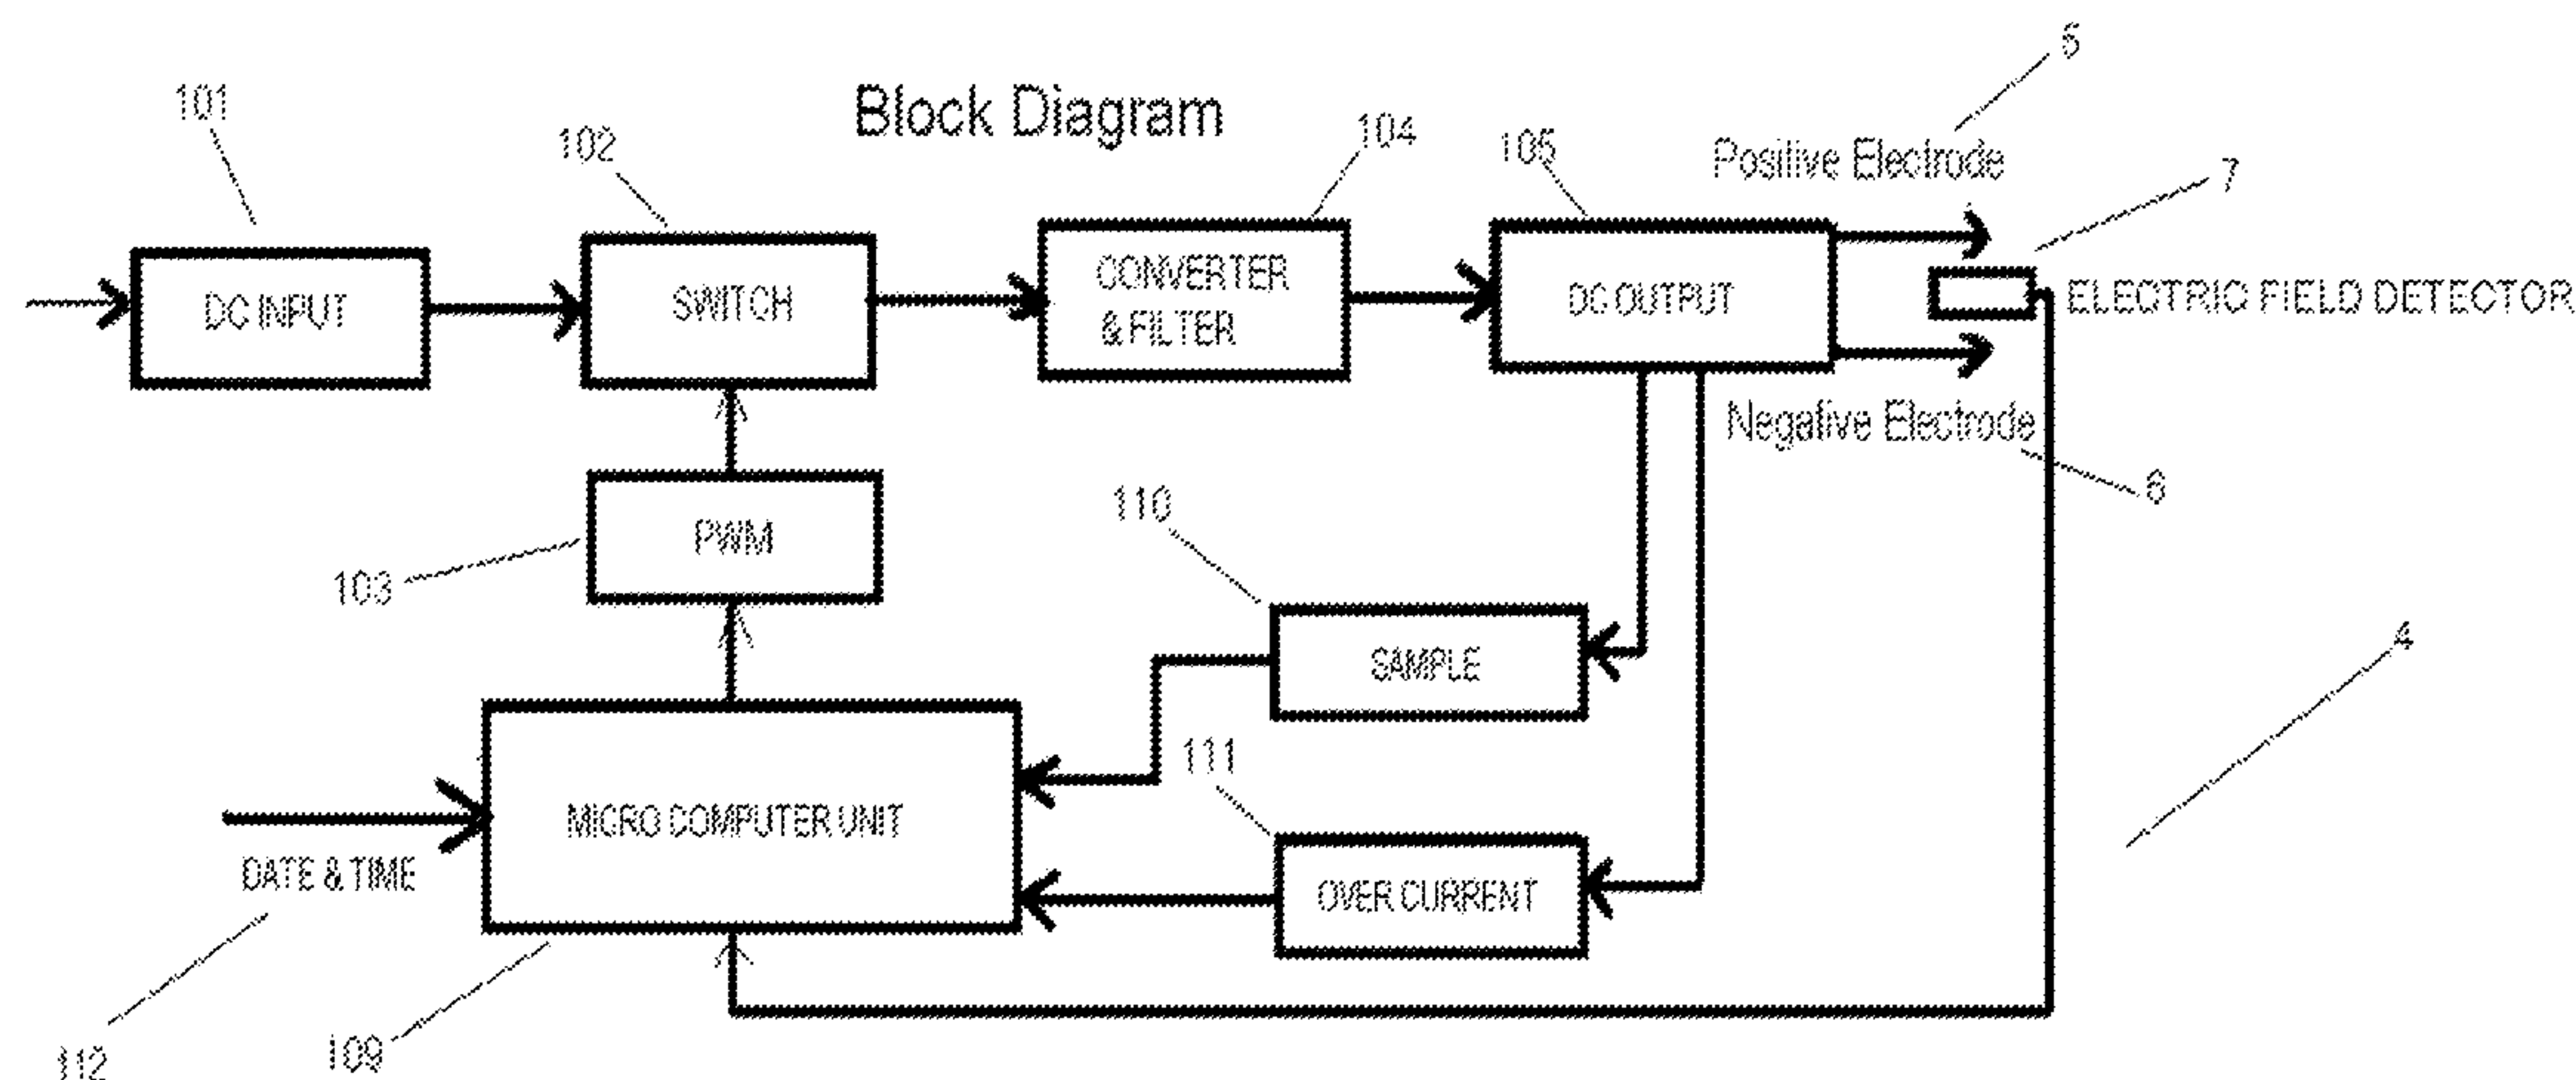 5
101
Block Diagram
102
104
105
Positive Electrode
7
DC INPUT
SWITCH
CONVERTER
& FILTER
DC OUTPUT
ELECTRIC FIELD DETECTOR
Negative Electrode
6
110
PWM
103
4
SAMPLE
111
MICRO COMPUTER UNIT
DATE & TIME
OVER CURRENT
112
109